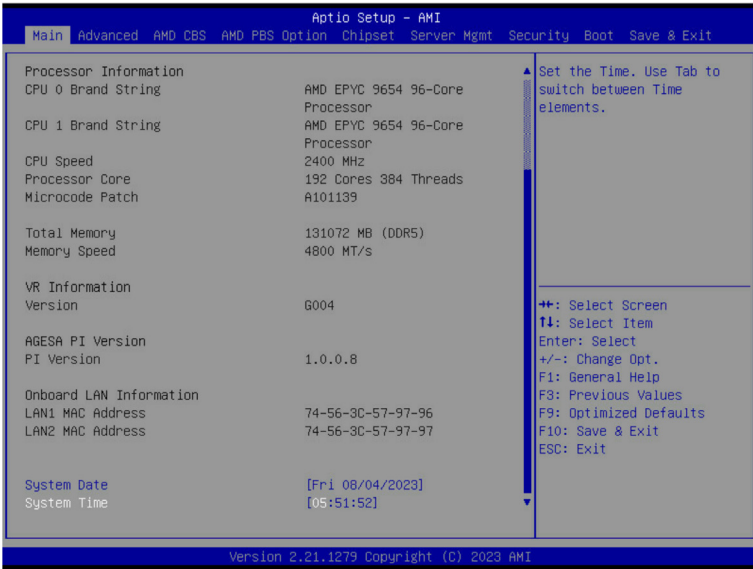 Aptio Setup - AMI
Main Advanced AMD CBS AMD PBS Option Chipset Server Mgmt Security Boot Save & Exit
Processor Information
CPU 0 Brand String AMD EPYC 9654 96-Core
Processor
CPU 1 Brand String AMD EPYC 9654 96-Core
Processor
CPU Speed 2400 MHz
Processor Core 192 Cores 384 Threads
Microcode Patch A101139
Total Memory 131072 MB (DDR5)
Memory Speed 4800 MT/s
VR Information
Version G004
AGESA PI Version
PI Version 1.0.0.8
Onboard LAN Information
LAN1 MAC Address 74-56-3C-57-97-96
LAN2 MAC Address 74-56-3C-57-97-97
System Date [Fri 08/04/2023]
System Time [05:51:52]
Set the Time. Use Tab to
switch between Time
elements.
→←: Select Screen
↑↓: Select Item
Enter: Select
+/-: Change Opt.
F1: General Help
F3: Previous Values
F9: Optimized Defaults
F10: Save & Exit
ESC: Exit
Version 2.21.1279 Copyright (C) 2023 AMI